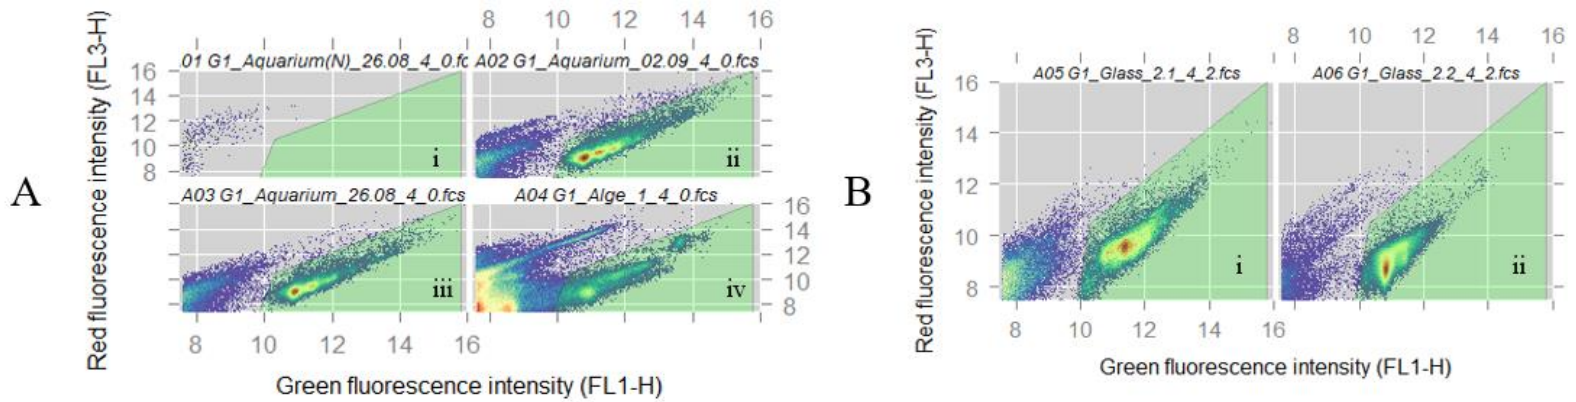 8 10 12 14 16
01 G1_Aquarium(N)_26.08_4_0.fc
A02 G1_Aquarium_02.09_4_0.fcs
16
14
12
10
8
i
ii
A03 G1_Aquarium_26.08_4_0.fcs
A04 G1_Alge_1_4_0.fcs
16
14
12
10
8
iii
iv
8 10 12 14 16
Green fluorescence intensity (FL1-H)
Red fluorescence intensity (FL3-H)
A
B
8 10 12 14 16
A05 G1_Glass_2.1_4_2.fcs
A06 G1_Glass_2.2_4_2.fcs
16
14
12
10
8
i
ii
8 10 12 14 16
Green fluorescence intensity (FL1-H)
Red fluorescence intensity (FL3-H)